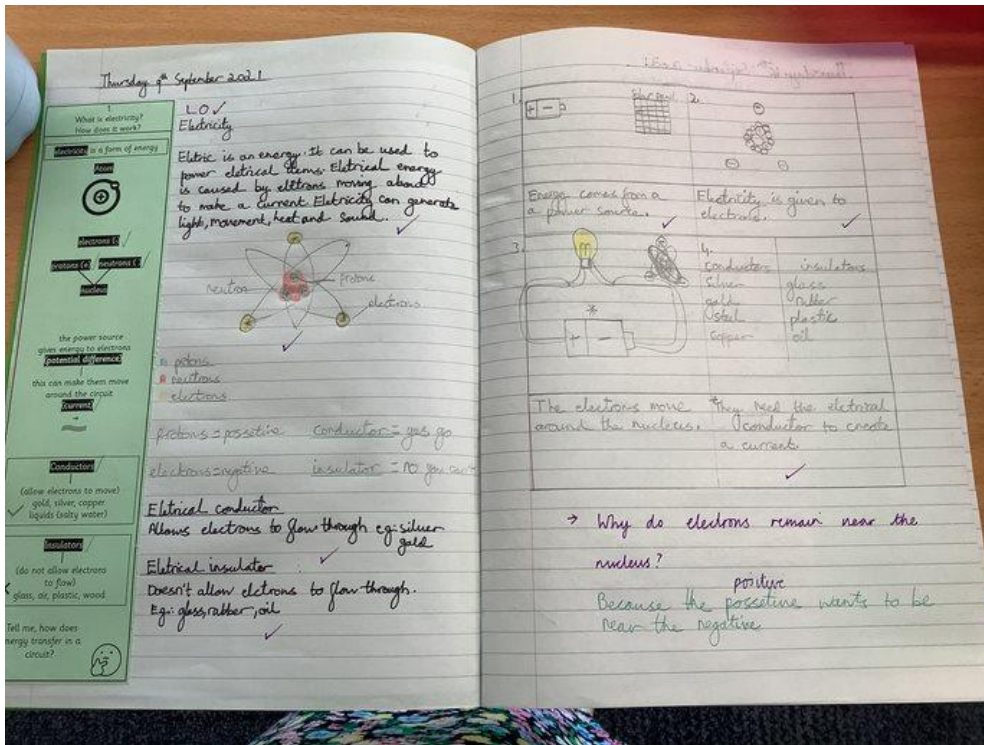 Thursday 9th September 2021
1
What is electricity?
How does it work?
electricity is a form of energy
Atom
electrons (-)
protons (+) neutrons ( )
nucleus
the power source
gives energy to electrons
(potential difference)
this can make them move
around the circuit
(current)
Conductors
(allow electrons to move)
gold, silver, copper
liquids (salty water)
Insulators
(do not allow electrons
to flow)
glass, air, plastic, wood
Tell me, how does
energy transfer in a
circuit?
LO
Electricity
Elitric is an energy. It can be used to
power eletrical items. Eletrical energy
is caused by elttrons moving about
to make a current. Eletricity can generate
light, movement, heat and sound.
neutron
protons
electrons
protons
neutrons
electrons
protons = possetive conductor = yes, go
electrons = negative insulator = no you can't
Eletrical conductor
Allows electrons to flow through eg: silver
gold
Eletrical insulator
Doesn't allow elctrons to flow through.
Eg: glass, rubber, oil
1.
+ -
Solar panel
Energy comes from a
a power source.
2.
Electricity is given to
electrons.
3.
*
+ -
The electrons move
around the nucleus.
4.
conductors insulators
Silver glass
gold rubber
Steel plastic
copper oil
*They need the eletrical
conductor to create
a current.
→ Why do electrons remain near the
nucleus?
positive
Because the possetive wants to be
near the negative